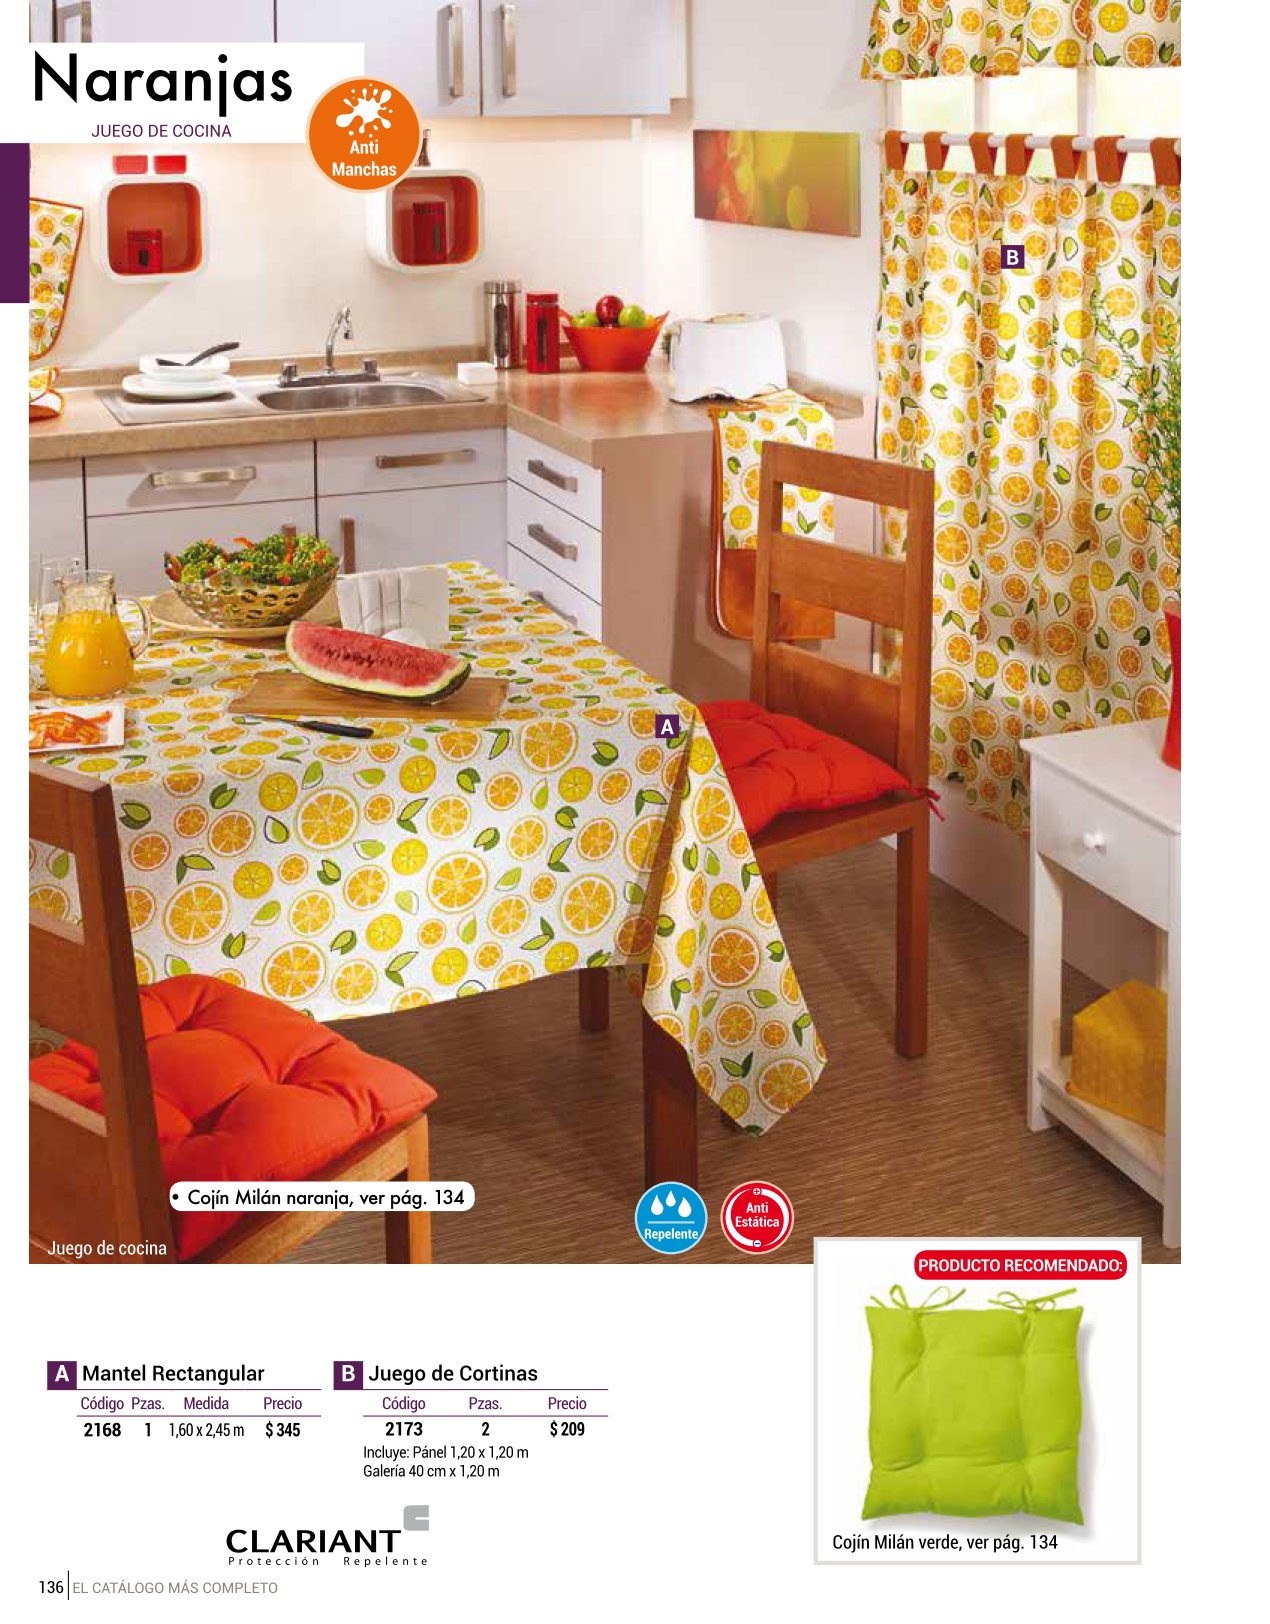 Naranjas
JUEGO DE COCINA
Anti
Manchas
B
A
• Cojín Milán naranja, ver pág. 134
Juego de cocina
Repelente
Anti
Estática
PRODUCTO RECOMENDADO:
Cojín Milán verde, ver pág. 134
A Mantel Rectangular
Código Pzas. Medida Precio
2168 1 1,60 x 2,45 m $ 345
B Juego de Cortinas
Código Pzas. Precio
2173 2 $ 209
Incluye: Pánel 1,20 x 1,20 m
Galería 40 cm x 1,20 m
CLARIANT
Protección Repelente
136 EL CATÁLOGO MÁS COMPLETO